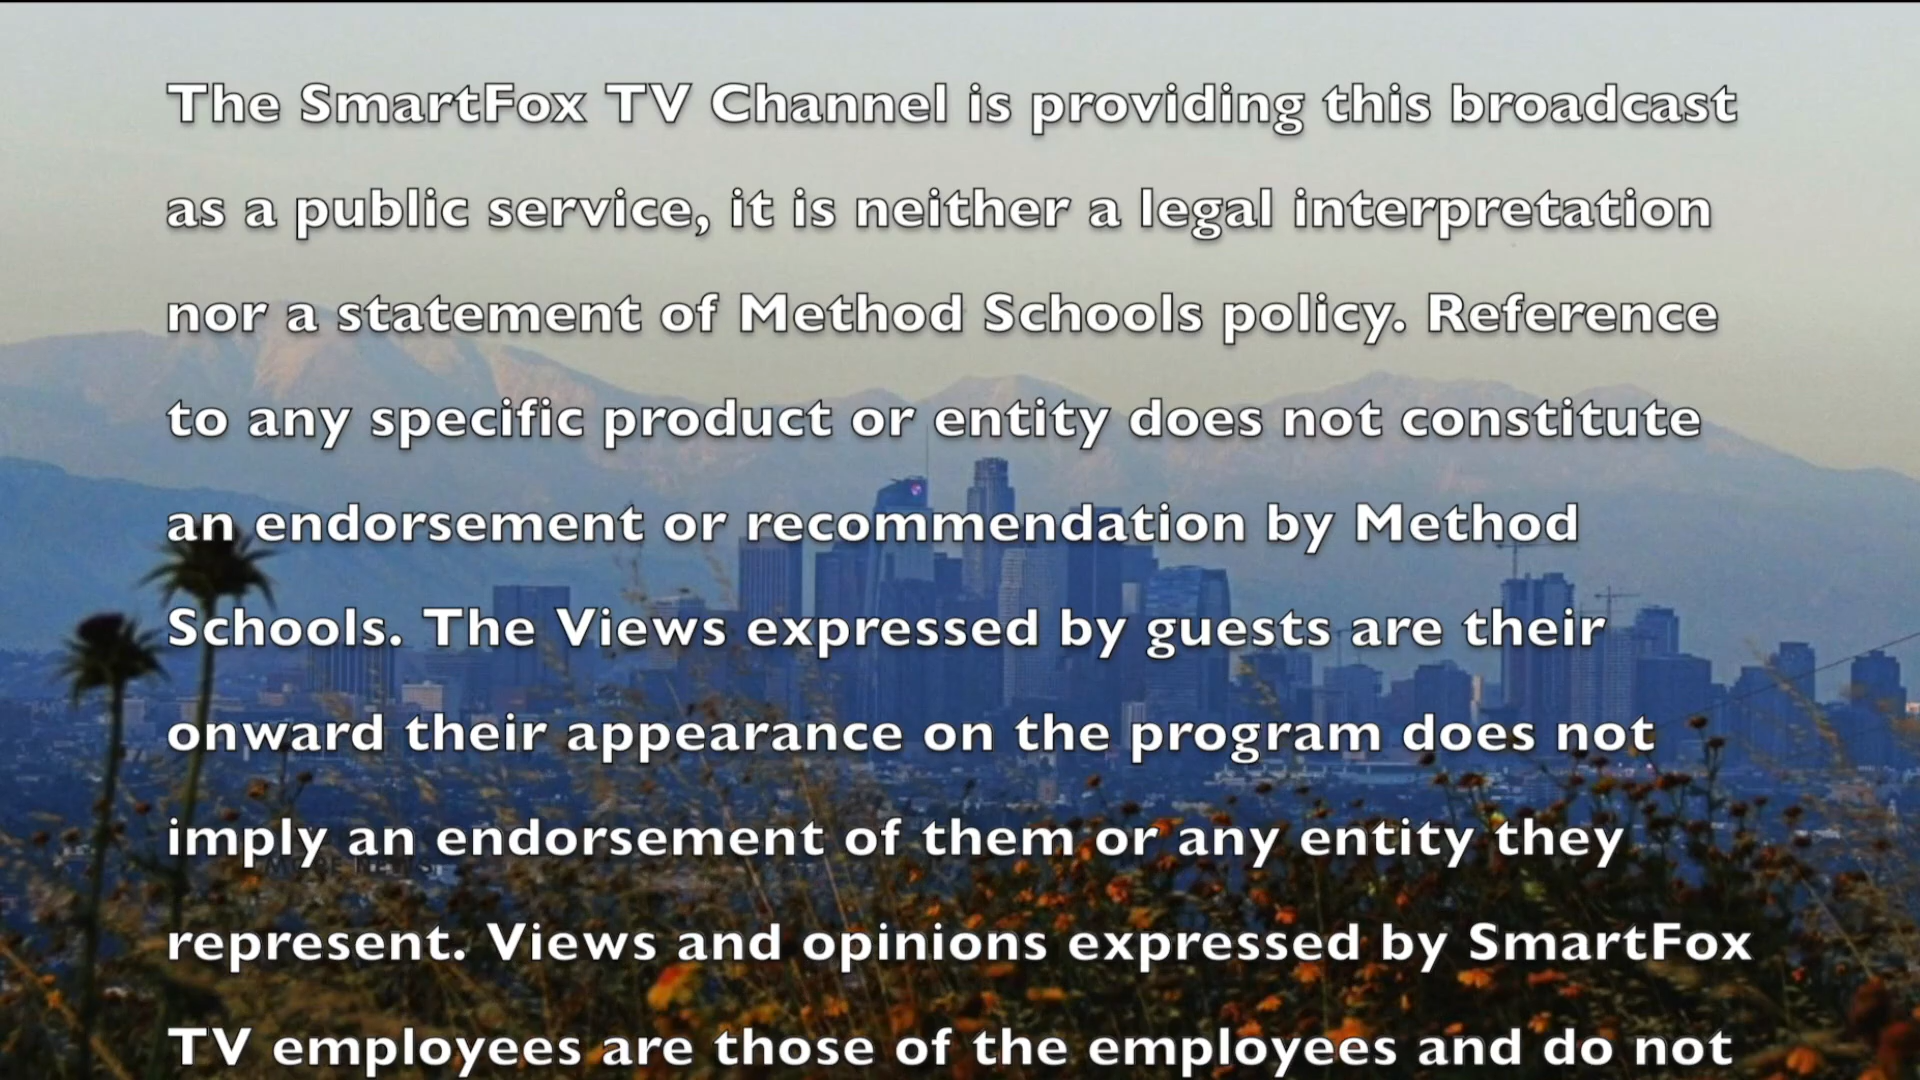 The SmartFox TV Channel is providing this broadcast
as a public service, it is neither a legal interpretation
nor a statement of Method Schools policy. Reference
to any specific product or entity does not constitute
an endorsement or recommendation by Method
Schools. The Views expressed by guests are their
onward their appearance on the program does not
imply an endorsement of them or any entity they
represent. Views and opinions expressed by SmartFox
TV employees are those of the employees and do not